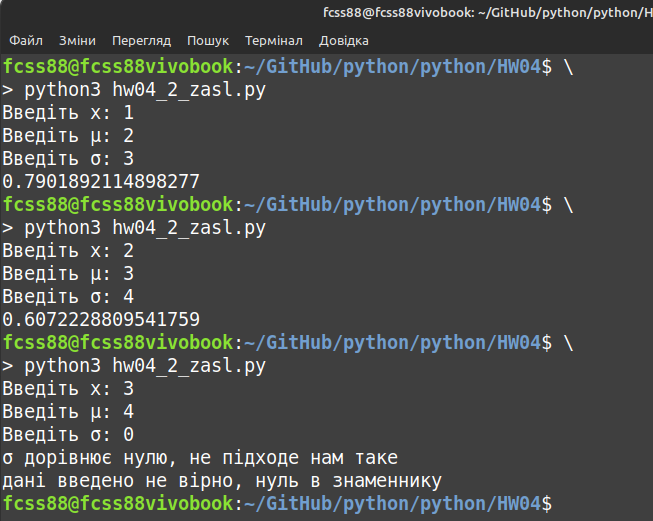 fcss88@fcss88vivobook: ~/GitHub/python/python/H
Файл Зміни Перегляд Пошук Термінал Довідка
fcss88@fcss88vivobook:~/GitHub/python/python/HW04$ \
> python3 hw04_2_zasl.py
Введіть x: 1
Введіть μ: 2
Введіть σ: 3
0.7901892114898277
fcss88@fcss88vivobook:~/GitHub/python/python/HW04$ \
> python3 hw04_2_zasl.py
Введіть x: 2
Введіть μ: 3
Введіть σ: 4
0.6072228809541759
fcss88@fcss88vivobook:~/GitHub/python/python/HW04$ \
> python3 hw04_2_zasl.py
Введіть x: 3
Введіть μ: 4
Введіть σ: 0
σ дорівнює нулю, не підходе нам таке
дані введено не вірно, нуль в знаменнику
fcss88@fcss88vivobook:~/GitHub/python/python/HW04$